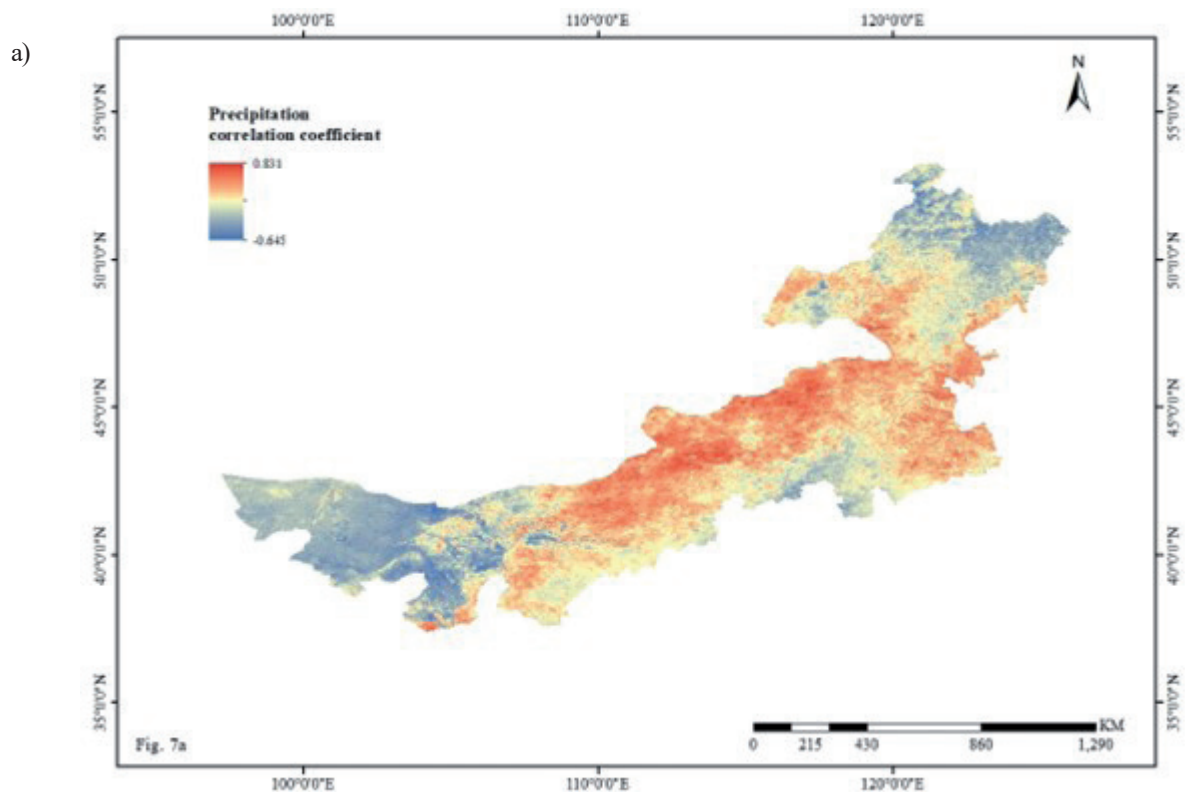 a)
100°0'0"E 110°0'0"E 120°0'0"E
N
Precipitation
correlation coefficient
0.831
-0.645
55°0'0"N
50°0'0"N
45°0'0"N
40°0'0"N
35°0'0"N
55°0'0"N
50°0'0"N
45°0'0"N
40°0'0"N
35°0'0"N
KM
0 215 430 860 1,290
Fig. 7a
100°0'0"E 110°0'0"E 120°0'0"E